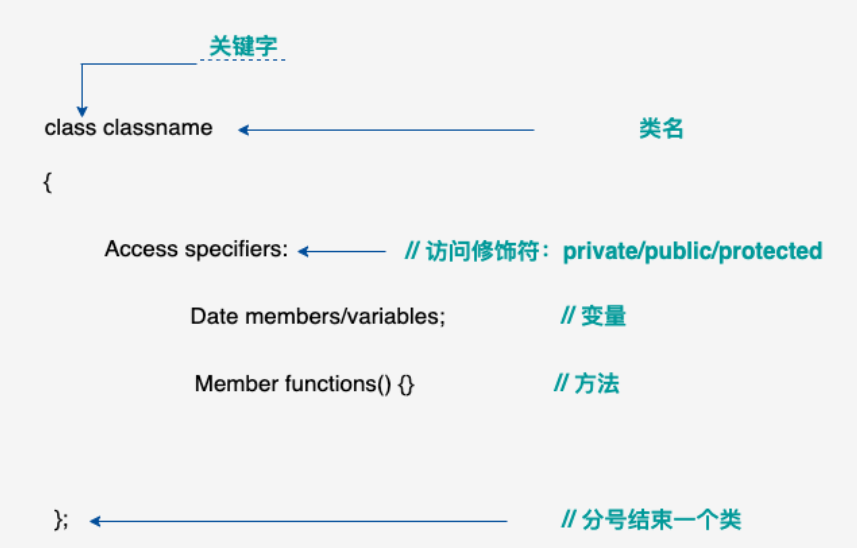 关键字
class classname 类名
{
Access specifiers: // 访问修饰符：private/public/protected
Date members/variables; // 变量
Member functions() {} // 方法
}; // 分号结束一个类